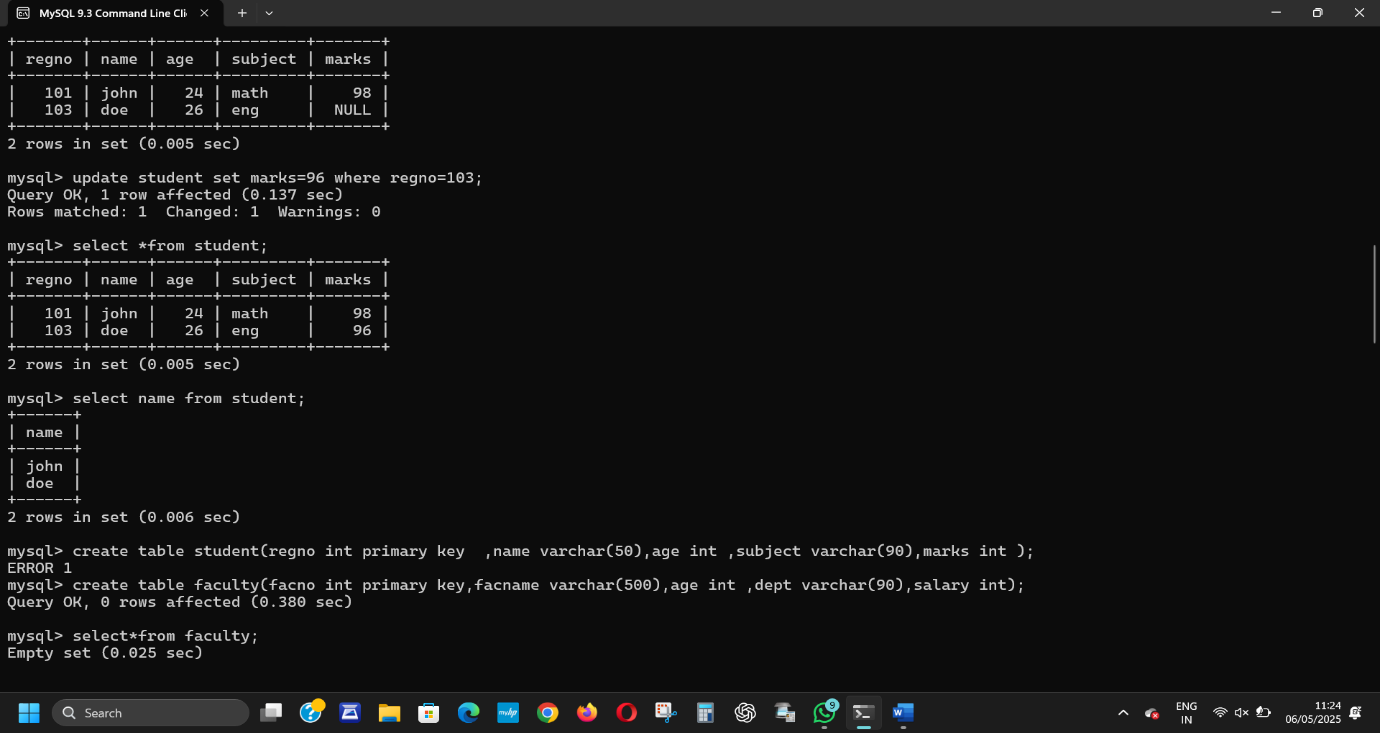 MySQL 9.3 Command Line Cli
+-------+------+------+---------+-------+
| regno | name | age  | subject | marks |
+-------+------+------+---------+-------+
|   101 | john |   24 | math    |    98 |
|   103 | doe  |   26 | eng     |  NULL |
+-------+------+------+---------+-------+
2 rows in set (0.005 sec)
mysql> update student set marks=96 where regno=103;
Query OK, 1 row affected (0.137 sec)
Rows matched: 1  Changed: 1  Warnings: 0
mysql> select *from student;
+-------+------+------+---------+-------+
| regno | name | age  | subject | marks |
+-------+------+------+---------+-------+
|   101 | john |   24 | math    |    98 |
|   103 | doe  |   26 | eng     |    96 |
+-------+------+------+---------+-------+
2 rows in set (0.005 sec)
mysql> select name from student;
+------+
| name |
+------+
| john |
| doe  |
+------+
2 rows in set (0.006 sec)
mysql> create table student(regno int primary key  ,name varchar(50),age int ,subject varchar(90),marks int );
ERROR 1
mysql> create table faculty(facno int primary key,facname varchar(500),age int ,dept varchar(90),salary int);
Query OK, 0 rows affected (0.380 sec)
mysql> select*from faculty;
Empty set (0.025 sec)
Search
9
ENG
IN
11:24
06/05/2025